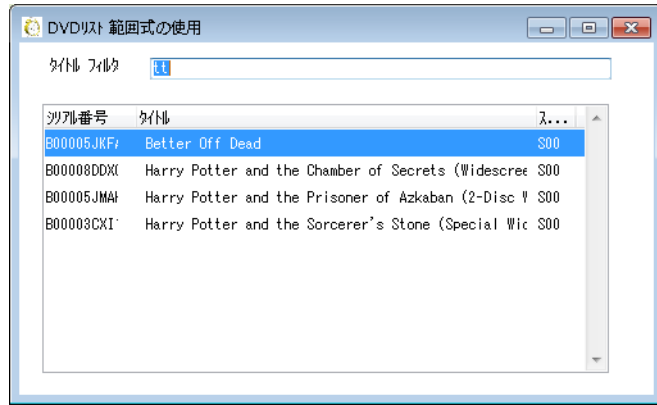 DVDリスト 範囲式の使用
タイトル フィルタ tt
シリアル番号 タイトル ス...
B00005JKF Better Off Dead S00
B00008DDX Harry Potter and the Chamber of Secrets (Widescree S00
B00005JMA Harry Potter and the Prisoner of Azkaban (2-Disc S00
B00003CXI Harry Potter and the Sorcerer's Stone (Special Wi S00